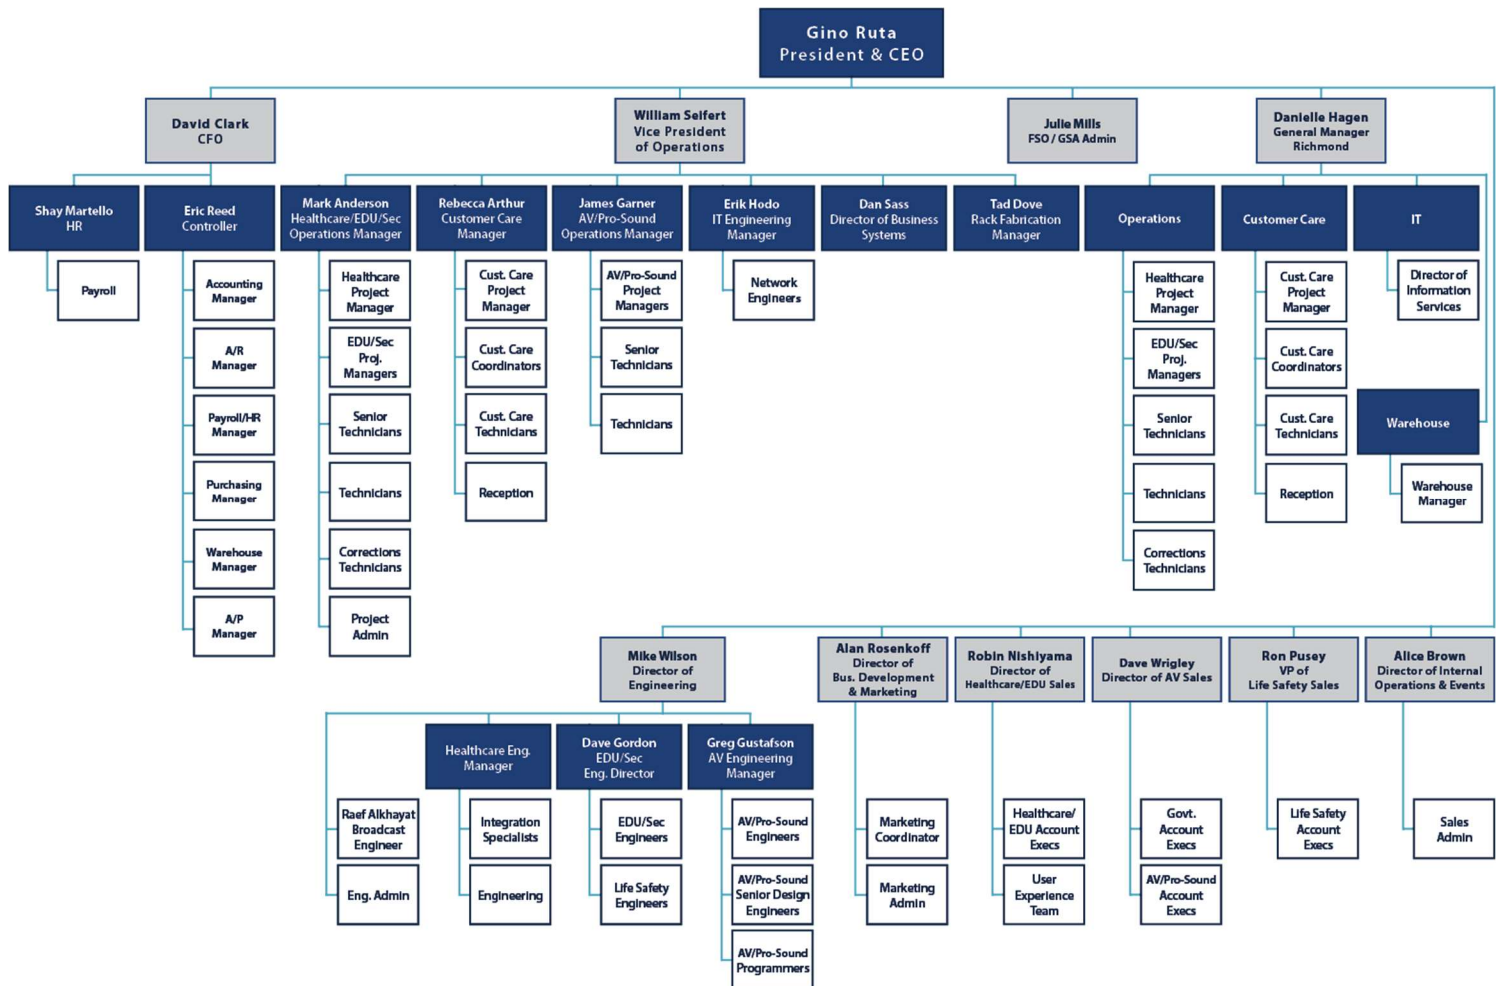 Gino Ruta
President & CEO
David Clark
CFO
William Seifert
Vice President
of Operations
Julie Mills
FSO / GSA Admin
Danielle Hagen
General Manager
Richmond
Shay Martello
HR
Eric Reed
Controller
Mark Anderson
Healthcare/EDU/Sec
Operations Manager
Rebecca Arthur
Customer Care
Manager
James Garner
AV/Pro-Sound
Operations Manager
Erik Hodo
IT Engineering
Manager
Dan Sass
Director of Business
Systems
Tad Dove
Rack Fabrication
Manager
Operations
Customer Care
IT
Payroll
Accounting
Manager
A/R
Manager
Payroll/HR
Manager
Purchasing
Manager
Warehouse
Manager
A/P
Manager
Healthcare
Project
Manager
EDU/Sec
Proj.
Managers
Senior
Technicians
Technicians
Corrections
Technicians
Project
Admin
Cust. Care
Project
Manager
Cust. Care
Coordinators
Cust. Care
Technicians
Reception
AV/Pro-Sound
Project
Managers
Senior
Technicians
Technicians
Network
Engineers
Healthcare
Project
Manager
EDU/Sec
Proj.
Managers
Senior
Technicians
Technicians
Corrections
Technicians
Cust. Care
Project
Manager
Cust. Care
Coordinators
Cust. Care
Technicians
Reception
Director of
Information
Services
Warehouse
Warehouse
Manager
Mike Wilson
Director of
Engineering
Alan Rosenkoff
Director of
Bus. Development
& Marketing
Robin Nishiyama
Director of
Healthcare/EDU Sales
Dave Wrigley
Director of AV Sales
Ron Pusey
VP of
Life Safety Sales
Alice Brown
Director of Internal
Operations & Events
Healthcare Eng.
Manager
Dave Gordon
EDU/Sec
Eng. Director
Greg Gustafson
AV Engineering
Manager
Raef Alkhayat
Broadcast
Engineer
Eng. Admin
Integration
Specialists
Engineering
EDU/Sec
Engineers
Life Safety
Engineers
AV/Pro-Sound
Engineers
AV/Pro-Sound
Senior Design
Engineers
AV/Pro-Sound
Programmers
Marketing
Coordinator
Marketing
Admin
Healthcare/
EDU Account
Execs
User
Experience
Team
Govt.
Account
Execs
AV/Pro-Sound
Account
Execs
Life Safety
Account
Execs
Sales
Admin